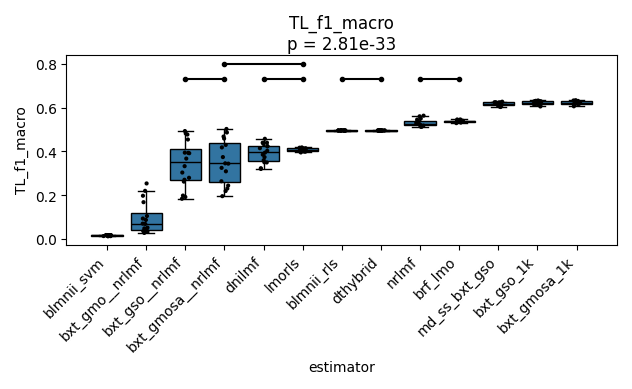 TL_f1_macro
p = 2.81e-33
TL_f1_macro
0.8
0.6
0.4
0.2
0.0
blmnii_svm
bxt_gmo__nrlmf
bxt_gso__nrlmf
bxt_gmosa__nrlmf
dnilmf
lmorls
blmnii_rls
dthybrid
nrlmf
brf_lmo
md_ss_bxt_gso
bxt_gso_1k
bxt_gmosa_1k
estimator